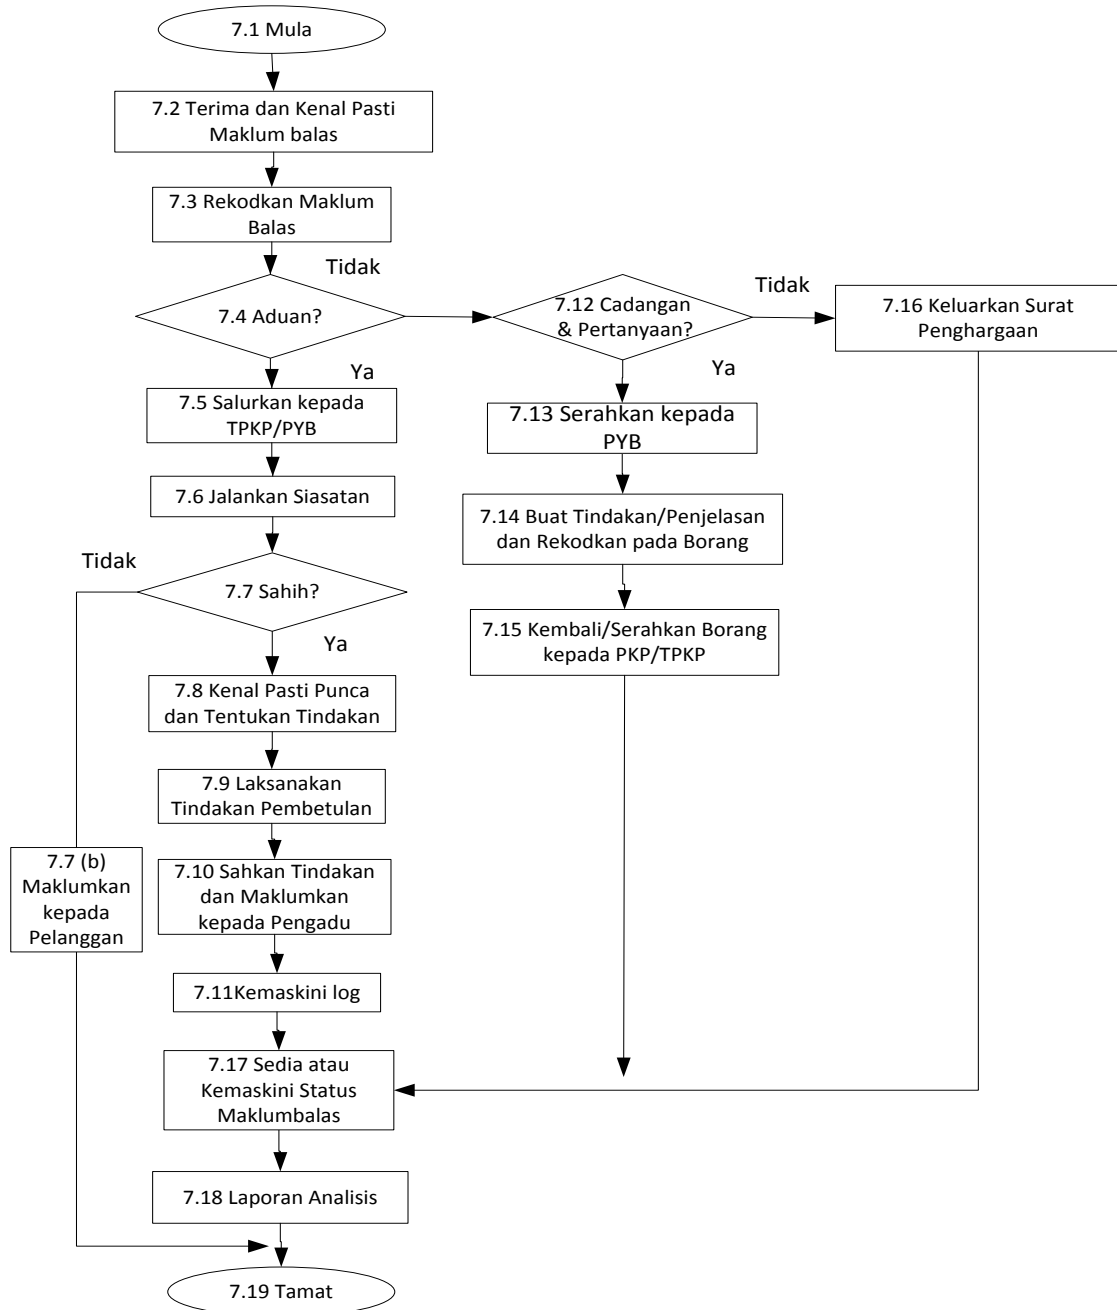 7.1 Mula
7.2 Terima dan Kenal Pasti
Maklum balas
7.3 Rekodkan Maklum
Balas
Tidak
7.4 Aduan?
Ya
7.12 Cadangan
& Pertanyaan?
Tidak
Ya
7.16 Keluarkan Surat
Penghargaan
7.5 Salurkan kepada
TPKP/PYB
7.13 Serahkan kepada
PYB
7.6 Jalankan Siasatan
7.14 Buat Tindakan/Penjelasan
dan Rekodkan pada Borang
Tidak
7.7 Sahih?
Ya
7.15 Kembali/Serahkan Borang
kepada PKP/TPKP
7.8 Kenal Pasti Punca
dan Tentukan Tindakan
7.9 Laksanakan
Tindakan Pembetulan
7.7 (b)
Maklumkan
kepada
Pelanggan
7.10 Sahkan Tindakan
dan Maklumkan
kepada Pengadu
7.11Kemaskini log
7.17 Sedia atau
Kemaskini Status
Maklumbalas
7.18 Laporan Analisis
7.19 Tamat